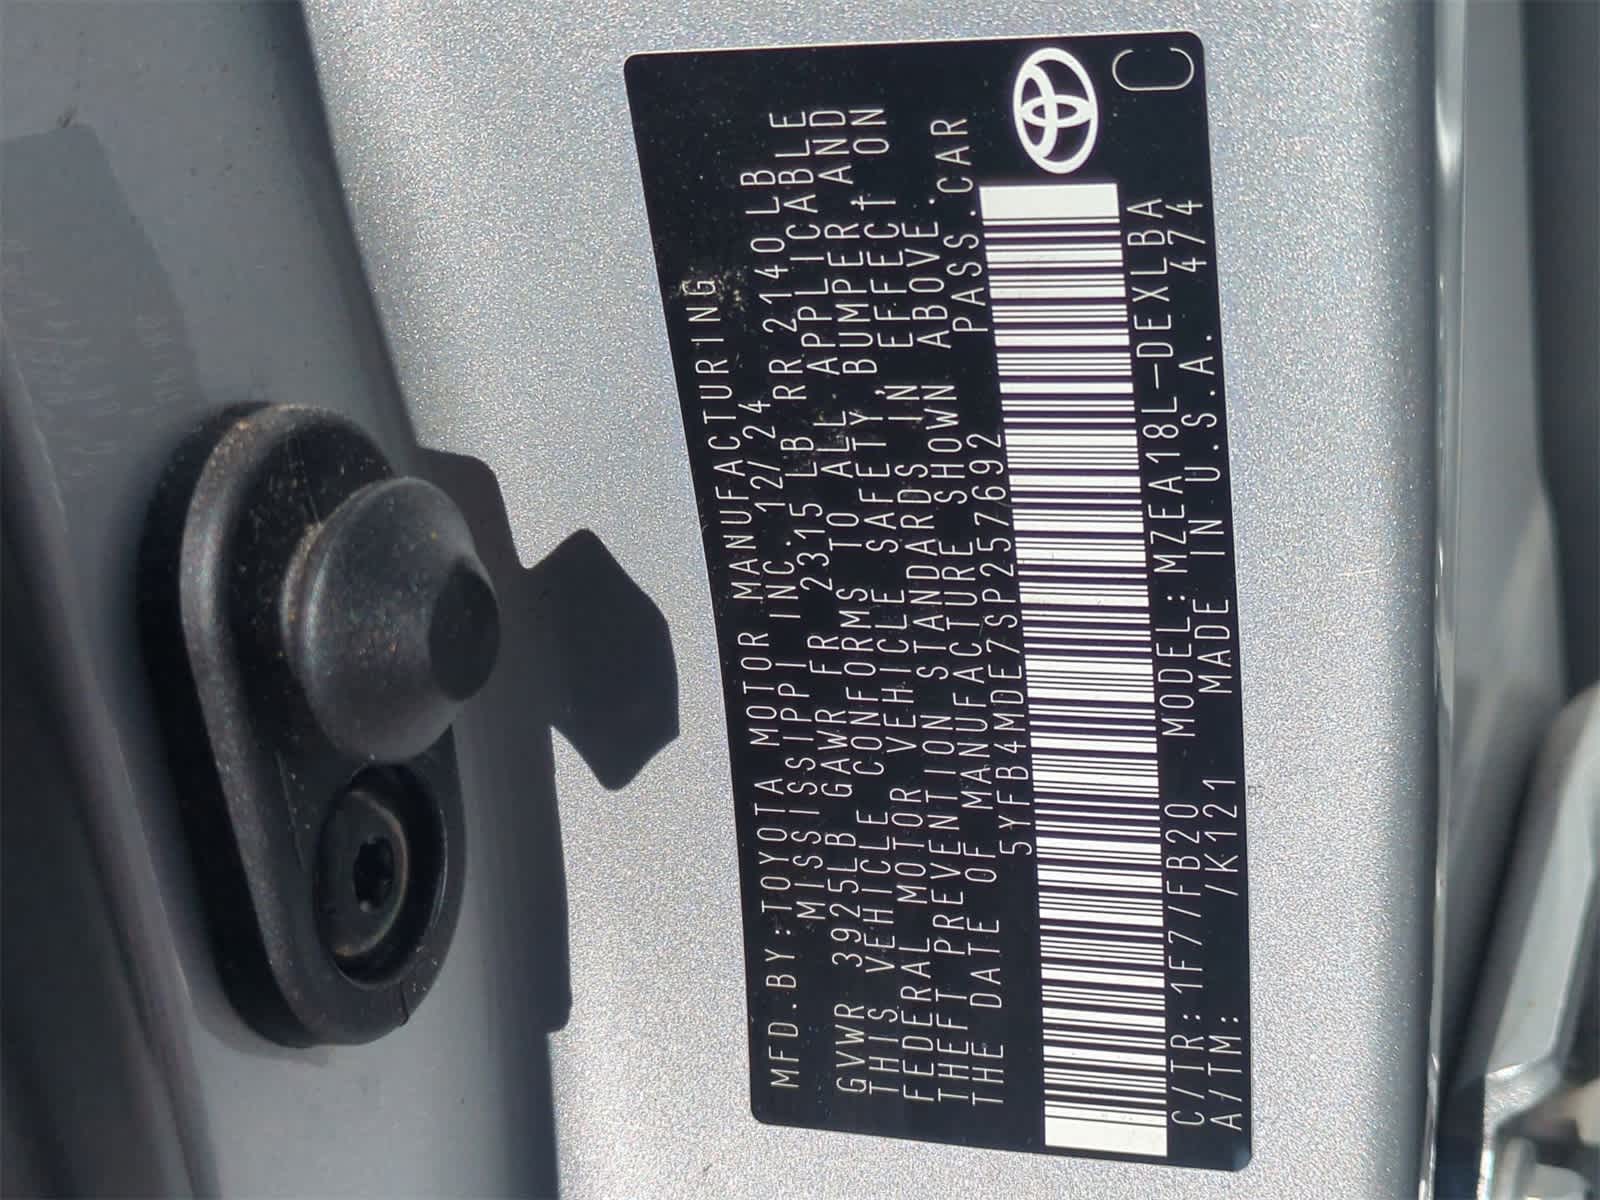 MFD.BY:TOYOTA MOTOR MANUFACTURING
MISSISSIPPI INC. 12/24
GVWR 3925LB GAWR FR 2315 LB RR 2140LB
THIS VEHICLE CONFORMS TO ALL APPLICABLE
FEDERAL MOTOR VEHICLE SAFETY, BUMPER, AND
THEFT PREVENTION STANDARDS IN EFFECT ON
THE DATE OF MANUFACTURE SHOWN ABOVE.
5YFB4MDE7SP257692 PASS.CAR
C/TR:1F7/FB20 MODEL:MZEA18L-DEXLBA
A/TM: /K121 MADE IN U.S.A. 474
C